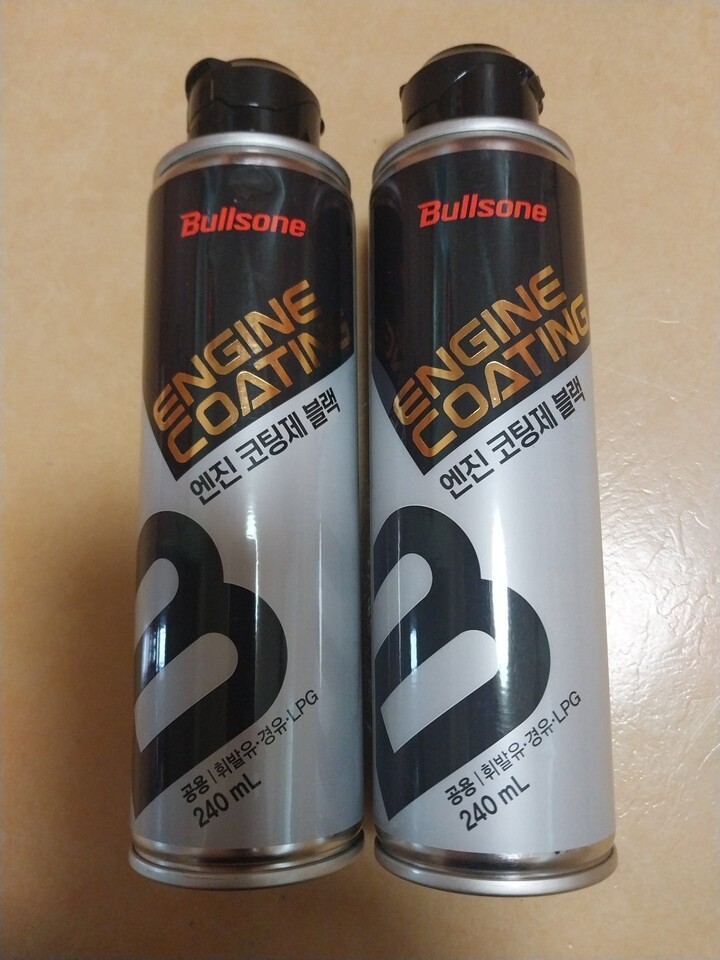 Bullsone
ENGINE
COATING
엔진 코팅제 블랙
B
공용 | 휘발유·경유·LPG
240 mL
Bullsone
ENGINE
COATING
엔진 코팅제 블랙
B
공용 | 휘발유·경유·LPG
240 mL